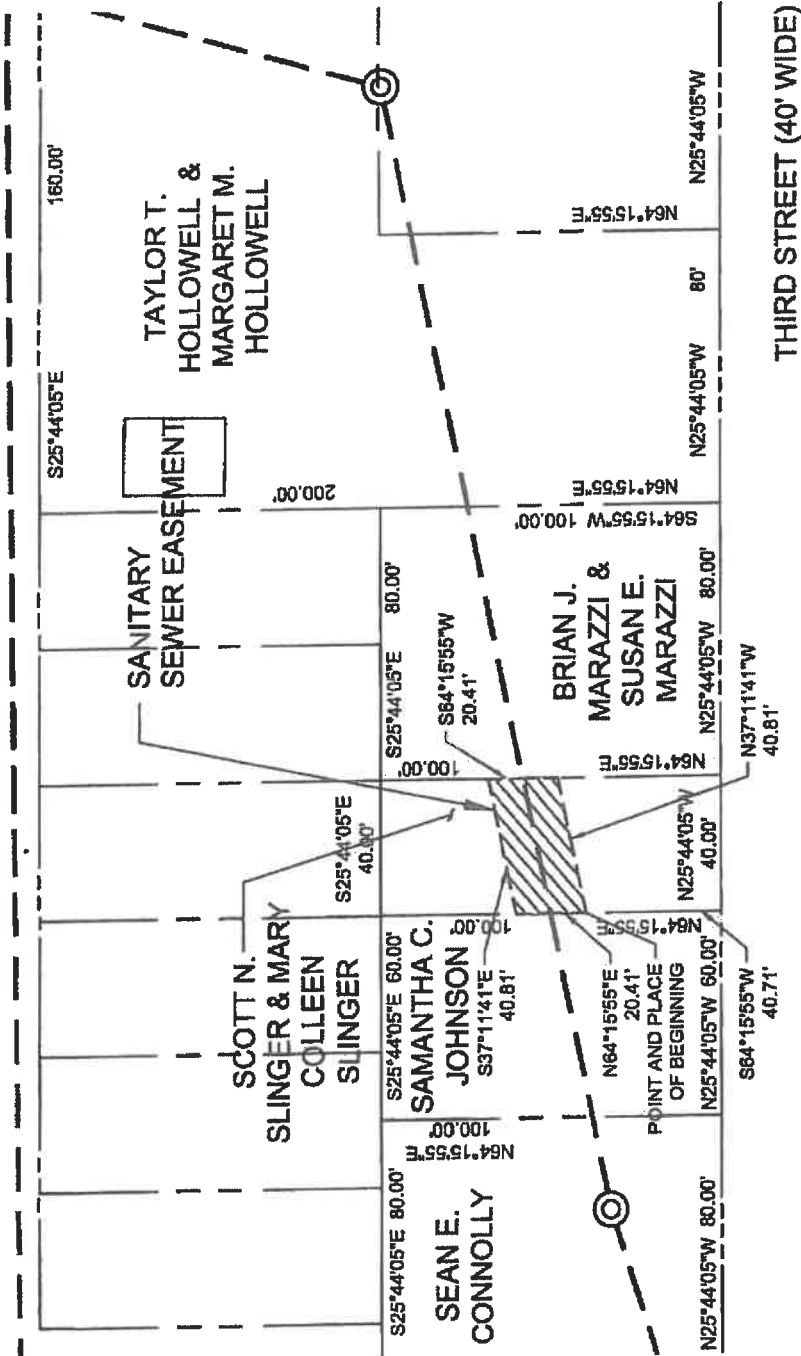 160.00'
S25°44'05"E
TAYLOR T.
HOLLOWELL &
MARGARET M.
HOLLOWELL
200.00'
SANITARY
SEWER EASEMENT
SCOTT N.
SLINGER & MARY
COLLEEN
SLINGER
S25°44'05"E
40.00'
S25°44'05"E
80.00'
100.00'
S64°15'55"W
20.41'
BRIAN J.
MARAZZI &
SUSAN E.
MARAZZI
S64°15'55"W 100.00'
N64°15'55"E
N64°15'55"E
N64°15'55"E
S25°44'05"E 80.00'
SEAN E.
CONNOLLY
N64°15'55"E
100.00'
S25°44'05"E 60.00'
SAMANTHA C.
JOHNSON
100.00'
S37°11'41"E
40.81'
N64°15'55"E
N64°15'55"E
20.41'
POINT AND PLACE
OF BEGINNING
N25°44'05"W 80.00'
N25°44'05"W 60.00'
N25°44'05"W
40.00'
N25°44'05"W
80.00'
N25°44'05"W
80'
N25°44'05"W
S64°15'55"W
40.71'
N37°11'41"W
40.81'
THIRD STREET (40' WIDE)